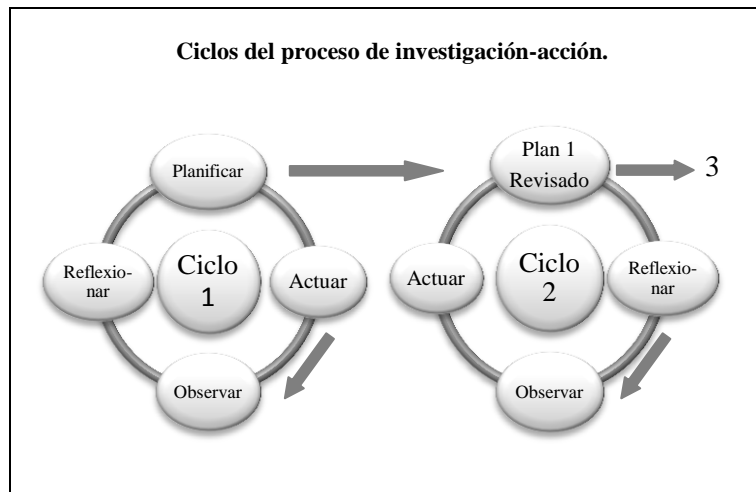 Ciclos del proceso de investigación-acción.
Planificar
Reflexio-
nar
Ciclo
1
Actuar
Observar
Plan 1
Revisado
3
Actuar
Ciclo
2
Reflexio-
nar
Observar